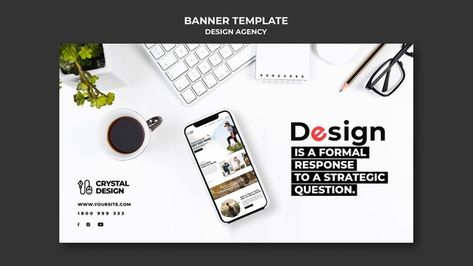 BANNER TEMPLATE
DESIGN AGENCY
Design
IS A FORMAL
RESPONSE
TO A STRATEGIC
QUESTION.
CRYSTAL
DESIGN
WWW.YOURSITE.COM
1800 999 333